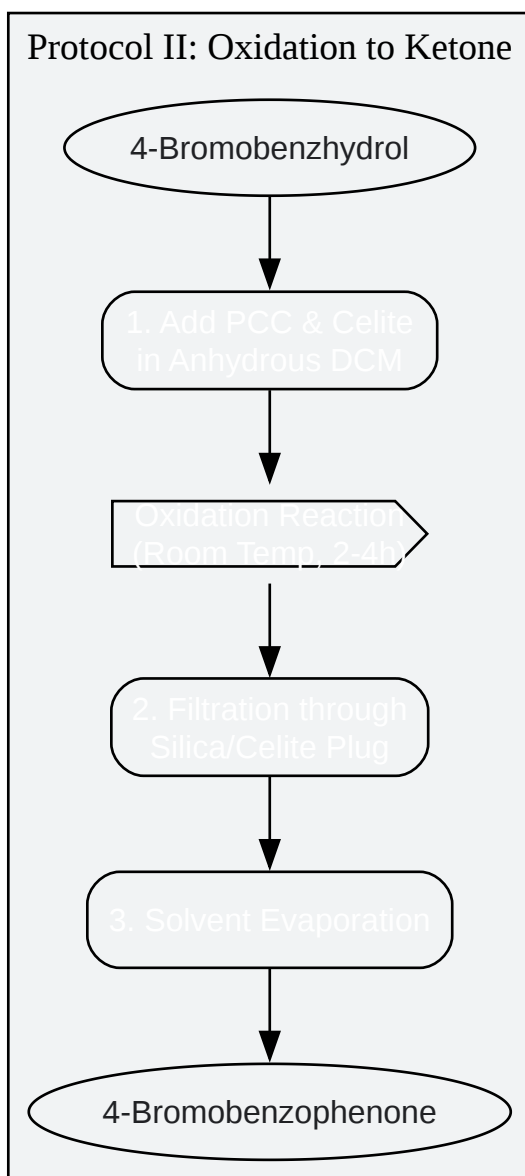 Protocol II: Oxidation to Ketone
4-Bromobenzhydrol
1. Add PCC & Celite
in Anhydrous DCM
Oxidation Reaction
(Room Temp, 2-4h)
2. Filtration through
Silica/Celite Plug
3. Solvent Evaporation
4-Bromobenzophenone